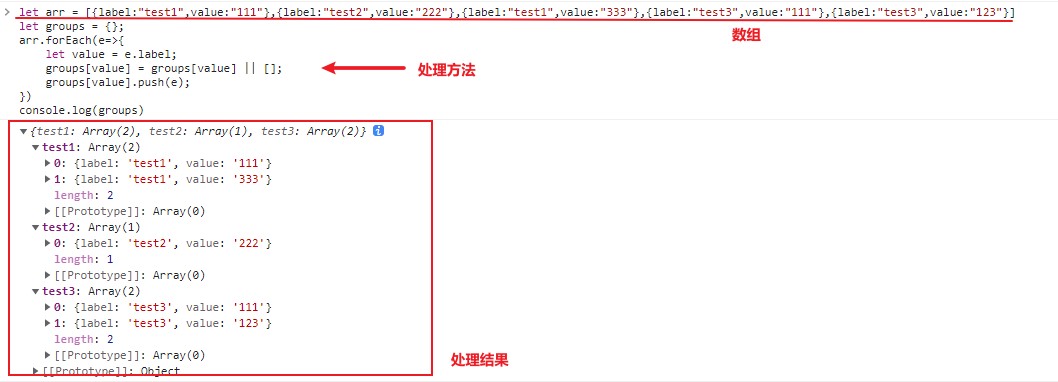 let arr = [{label:"test1",value:"111"},{label:"test2",value:"222"},{label:"test1",value:"333"},{label:"test3",value:"111"},{label:"test3",value:"123"}]
数组
let groups = {};
arr.forEach(e=>{
let value = e.label;
groups[value] = groups[value] || [];
处理方法
groups[value].push(e);
})
console.log(groups)
{test1: Array(2), test2: Array(1), test3: Array(2)} i
test1: Array(2)
0: {label: 'test1', value: '111'}
1: {label: 'test1', value: '333'}
length: 2
[[Prototype]]: Array(0)
test2: Array(1)
0: {label: 'test2', value: '222'}
length: 1
[[Prototype]]: Array(0)
test3: Array(2)
0: {label: 'test3', value: '111'}
1: {label: 'test3', value: '123'}
length: 2
[[Prototype]]: Array(0)
处理结果
[[Prototype]]: Object